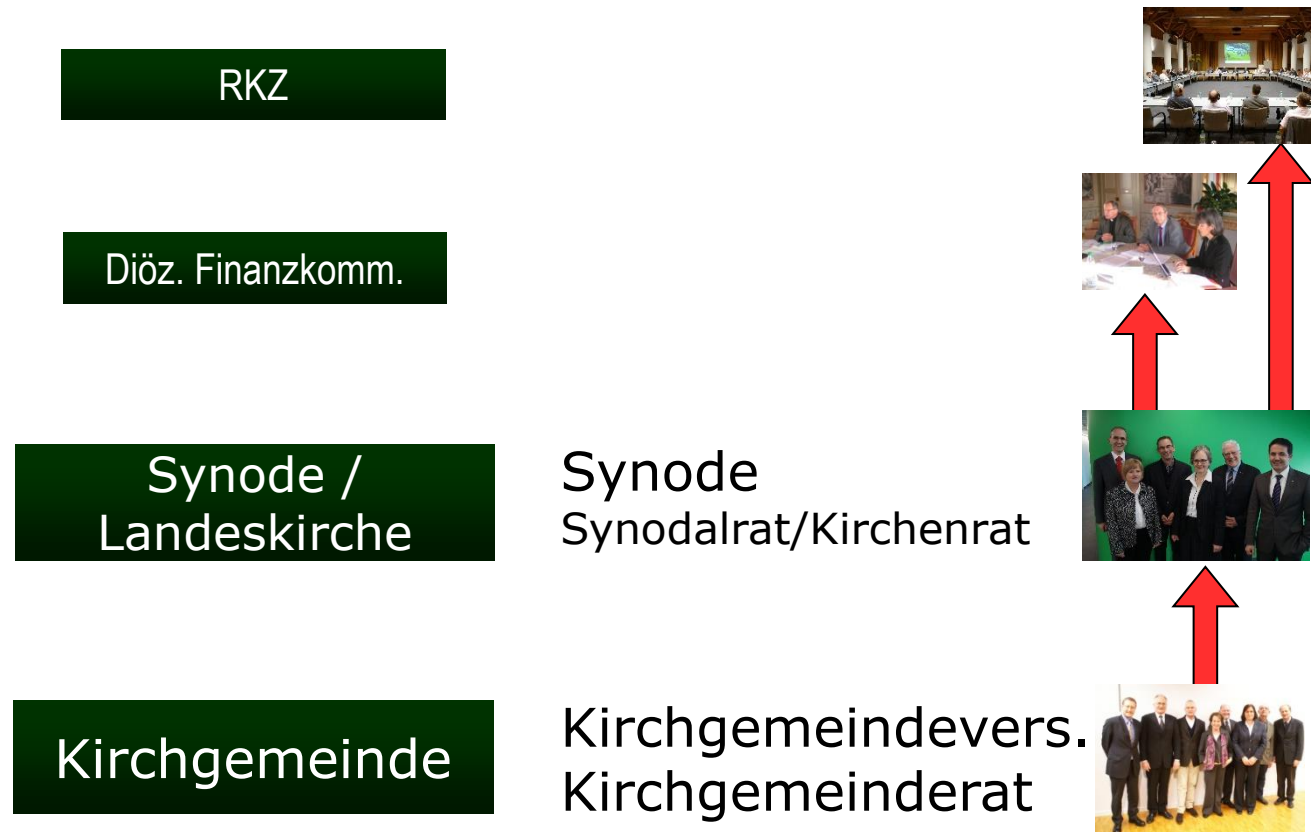 RKZ
Diöz. Finanzkomm.
Synode /
Landeskirche
Synode
Synodalrat/Kirchenrat
Kirchgemeinde
Kirchgemeindevers.
Kirchgemeinderat